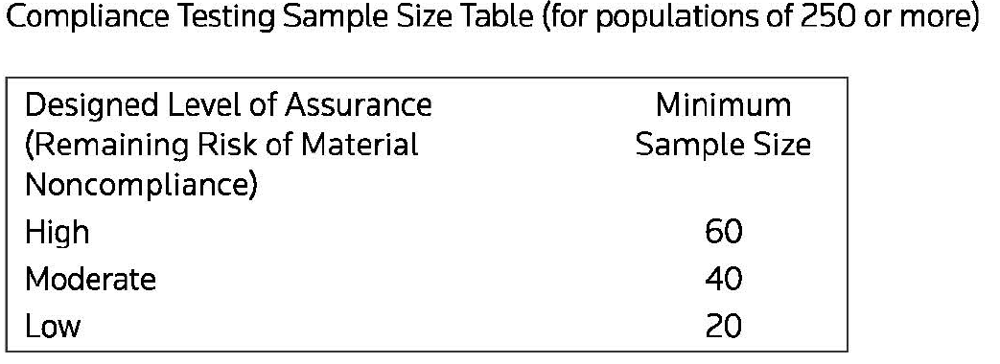 Compliance Testing Sample Size Table (for populations of 250 or more)
Designed Level of Assurance Minimum
(Remaining Risk of Material Sample Size
Noncompliance)
High 60
Moderate 40
Low 20